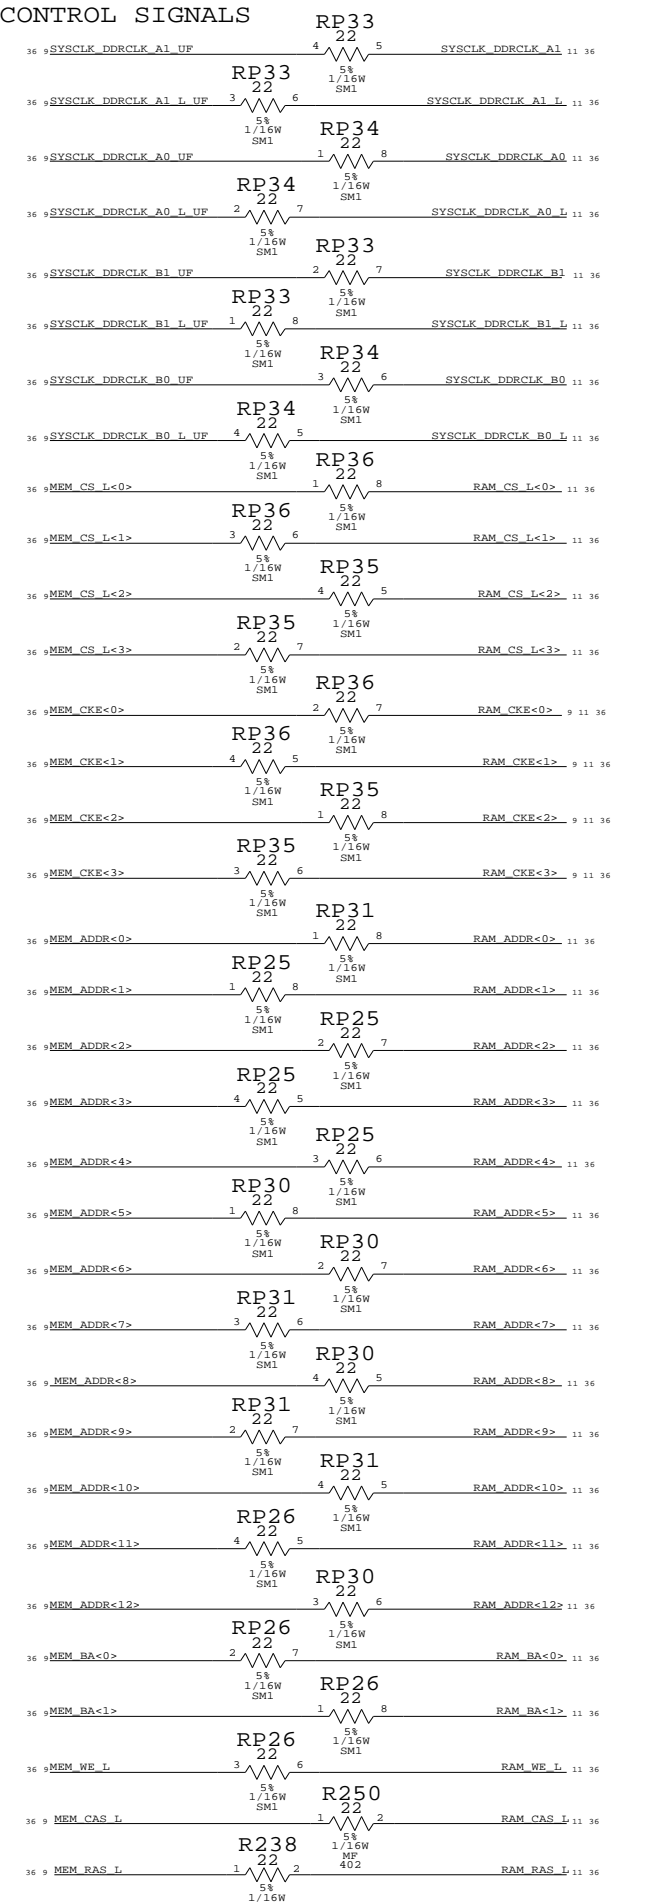 CONTROL SIGNALS
RP33
22
36 9 SYSCLK_DDRCLK_A1_UF 4 5 SYSCLK_DDRCLK_A1 11 36
5%
1/16W
SM1
RP33
22
36 9 SYSCLK_DDRCLK_A1_L_UF 3 6 SYSCLK_DDRCLK_A1_L 11 36
5%
1/16W
SM1
RP34
22
36 9 SYSCLK_DDRCLK_A0_UF 1 8 SYSCLK_DDRCLK_A0 11 36
5%
1/16W
SM1
RP34
22
36 9 SYSCLK_DDRCLK_A0_L_UF 2 7 SYSCLK_DDRCLK_A0_L 11 36
5%
1/16W
SM1
RP33
22
36 9 SYSCLK_DDRCLK_B1_UF 2 7 SYSCLK_DDRCLK_B1 11 36
5%
1/16W
SM1
RP33
22
36 9 SYSCLK_DDRCLK_B1_L_UF 1 8 SYSCLK_DDRCLK_B1_L 11 36
5%
1/16W
SM1
RP34
22
36 9 SYSCLK_DDRCLK_B0_UF 3 6 SYSCLK_DDRCLK_B0 11 36
5%
1/16W
SM1
RP34
22
36 9 SYSCLK_DDRCLK_B0_L_UF 4 5 SYSCLK_DDRCLK_B0_L 11 36
5%
1/16W
SM1
RP36
22
36 9 MEM_CS_L<0> 1 8 RAM_CS_L<0> 11 36
5%
1/16W
SM1
RP36
22
36 9 MEM_CS_L<1> 3 6 RAM_CS_L<1> 11 36
5%
1/16W
SM1
RP35
22
36 9 MEM_CS_L<2> 4 5 RAM_CS_L<2> 11 36
5%
1/16W
SM1
RP35
22
36 9 MEM_CS_L<3> 2 7 RAM_CS_L<3> 11 36
5%
1/16W
SM1
RP36
22
36 9 MEM_CKE<0> 2 7 RAM_CKE<0> 9 11 36
5%
1/16W
SM1
RP36
22
36 9 MEM_CKE<1> 4 5 RAM_CKE<1> 9 11 36
5%
1/16W
SM1
RP35
22
36 9 MEM_CKE<2> 1 8 RAM_CKE<2> 9 11 36
5%
1/16W
SM1
RP35
22
36 9 MEM_CKE<3> 3 6 RAM_CKE<3> 9 11 36
5%
1/16W
SM1
RP31
22
36 9 MEM_ADDR<0> 1 8 RAM_ADDR<0> 11 36
5%
1/16W
SM1
RP25
22
36 9 MEM_ADDR<1> 1 8 RAM_ADDR<1> 11 36
5%
1/16W
SM1
RP25
22
36 9 MEM_ADDR<2> 2 7 RAM_ADDR<2> 11 36
5%
1/16W
SM1
RP25
22
36 9 MEM_ADDR<3> 4 5 RAM_ADDR<3> 11 36
5%
1/16W
SM1
RP25
22
36 9 MEM_ADDR<4> 3 6 RAM_ADDR<4> 11 36
5%
1/16W
SM1
RP30
22
36 9 MEM_ADDR<5> 1 8 RAM_ADDR<5> 11 36
5%
1/16W
SM1
RP30
22
36 9 MEM_ADDR<6> 2 7 RAM_ADDR<6> 11 36
5%
1/16W
SM1
RP31
22
36 9 MEM_ADDR<7> 3 6 RAM_ADDR<7> 11 36
5%
1/16W
SM1
RP30
22
36 9 MEM_ADDR<8> 4 5 RAM_ADDR<8> 11 36
5%
1/16W
SM1
RP31
22
36 9 MEM_ADDR<9> 2 7 RAM_ADDR<9> 11 36
5%
1/16W
SM1
RP31
22
36 9 MEM_ADDR<10> 4 5 RAM_ADDR<10> 11 36
5%
1/16W
SM1
RP26
22
36 9 MEM_ADDR<11> 4 5 RAM_ADDR<11> 11 36
5%
1/16W
SM1
RP30
22
36 9 MEM_ADDR<12> 3 6 RAM_ADDR<12> 11 36
5%
1/16W
SM1
RP26
22
36 9 MEM_BA<0> 2 7 RAM_BA<0> 11 36
5%
1/16W
SM1
RP26
22
36 9 MEM_BA<1> 1 8 RAM_BA<1> 11 36
5%
1/16W
SM1
RP26
22
36 9 MEM_WE_L 3 6 RAM_WE_L 11 36
5%
1/16W
SM1
R250
22
36 9 MEM_CAS_L 1 2 RAM_CAS_L 11 36
5%
1/16W
MF
402
R238
22
36 9 MEM_RAS_L 1 2 RAM_RAS_L 11 36
5%
1/16W